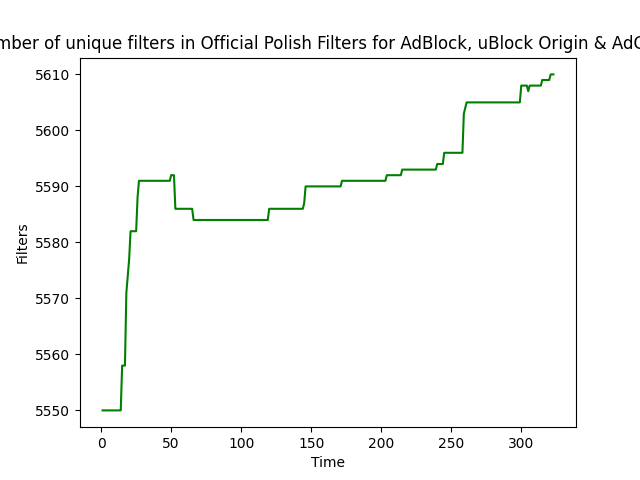 mber of unique filters in Official Polish Filters for AdBlock, uBlock Origin & AdG
5610
5600
5590
5580
5570
5560
5550
Filters
0 50 100 150 200 250 300
Time